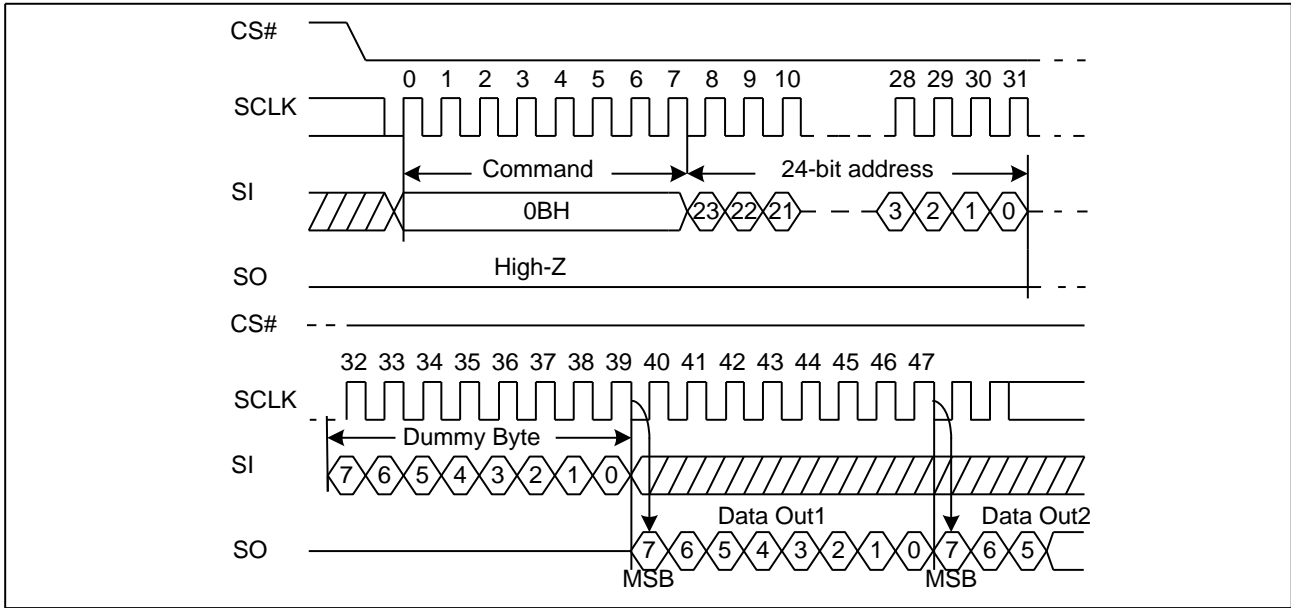 CS#
0 1 2 3 4 5 6 7 8 9 10 28 29 30 31
SCLK
Command 24-bit address
SI
0BH 23 22 21 3 2 1 0
High-Z
SO
CS#
32 33 34 35 36 37 38 39 40 41 42 43 44 45 46 47
SCLK
Dummy Byte
SI
7 6 5 4 3 2 1 0
Data Out1 Data Out2
SO
7 6 5 4 3 2 1 0 7 6 5
MSB MSB